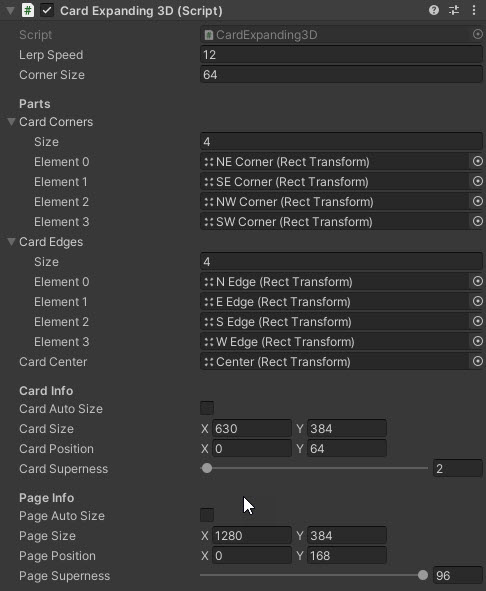 Card Expanding 3D (Script)
Script CardExpanding3D
Lerp Speed 12
Corner Size 64
Parts
Card Corners
Size 4
Element 0 NE Corner (Rect Transform)
Element 1 SE Corner (Rect Transform)
Element 2 NW Corner (Rect Transform)
Element 3 SW Corner (Rect Transform)
Card Edges
Size 4
Element 0 N Edge (Rect Transform)
Element 1 E Edge (Rect Transform)
Element 2 S Edge (Rect Transform)
Element 3 W Edge (Rect Transform)
Card Center Center (Rect Transform)
Card Info
Card Auto Size
Card Size X 630 Y 384
Card Position X 0 Y 64
Card Superness 2
Page Info
Page Auto Size
Page Size X 1280 Y 384
Page Position X 0 Y 168
Page Superness 96